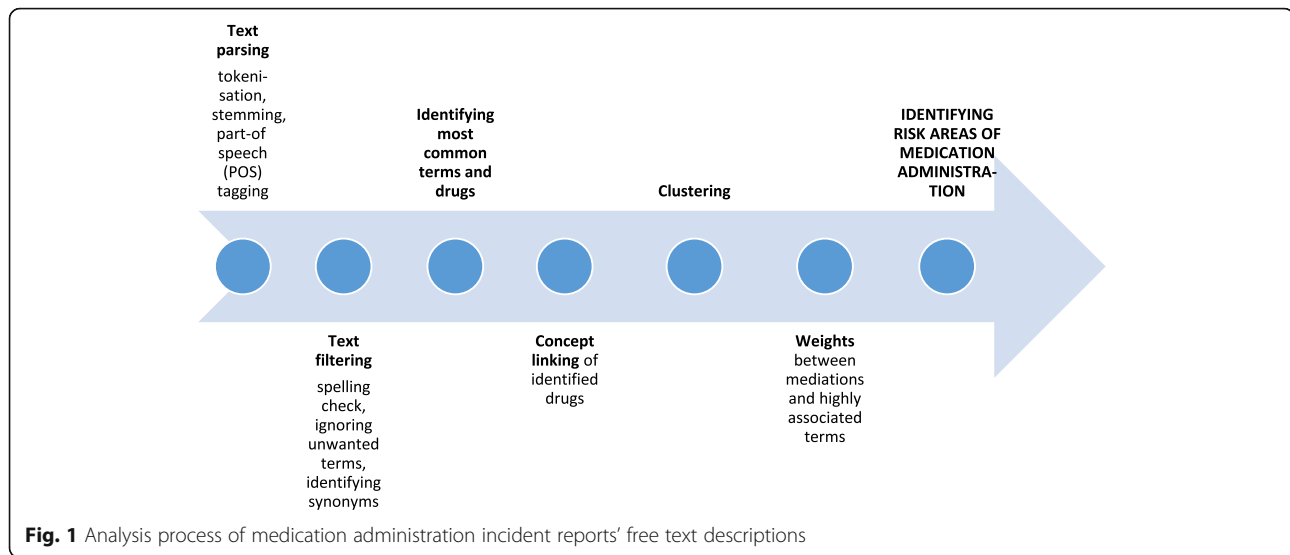 Text
parsing
tokeni-
sation,
stemming,
part-of
speech
(POS)
tagging
Text
filtering
spelling
check,
ignoring
unwanted
terms,
identifying
synonyms
Identifying
most
common
terms and
drugs
Concept
linking of
identified
drugs
Clustering
Weights
between
mediations
and highly
associated
terms
IDENTIFYING
RISK AREAS OF
MEDICATION
ADMINISTRA-
TION
Fig. 1 Analysis process of medication administration incident reports’ free text descriptions